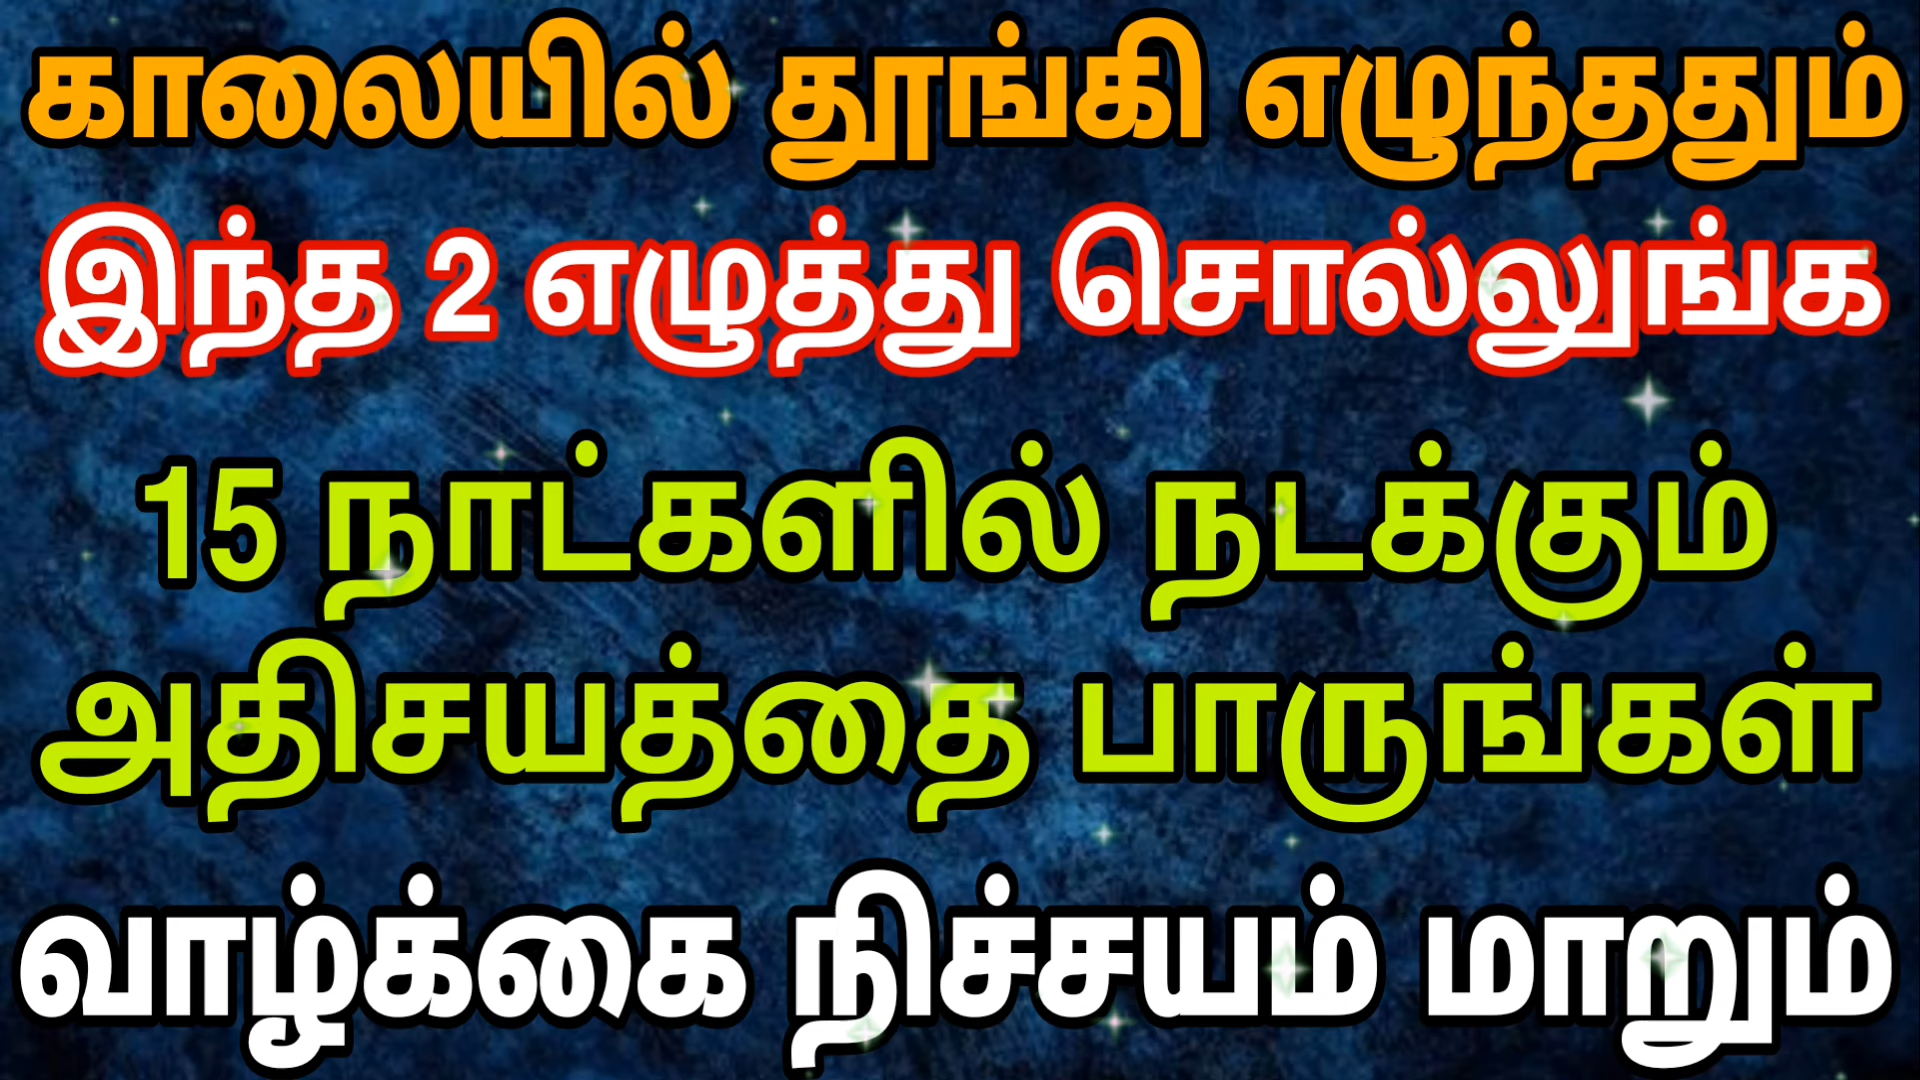 காலையில் தூங்கி எழுந்ததும்
இந்த 2 எழுத்து சொல்லுங்க
15 நாட்களில் நடக்கும்
அதிசயத்தை பாருங்கள்
வாழ்க்கை நிச்சயம் மாறும்